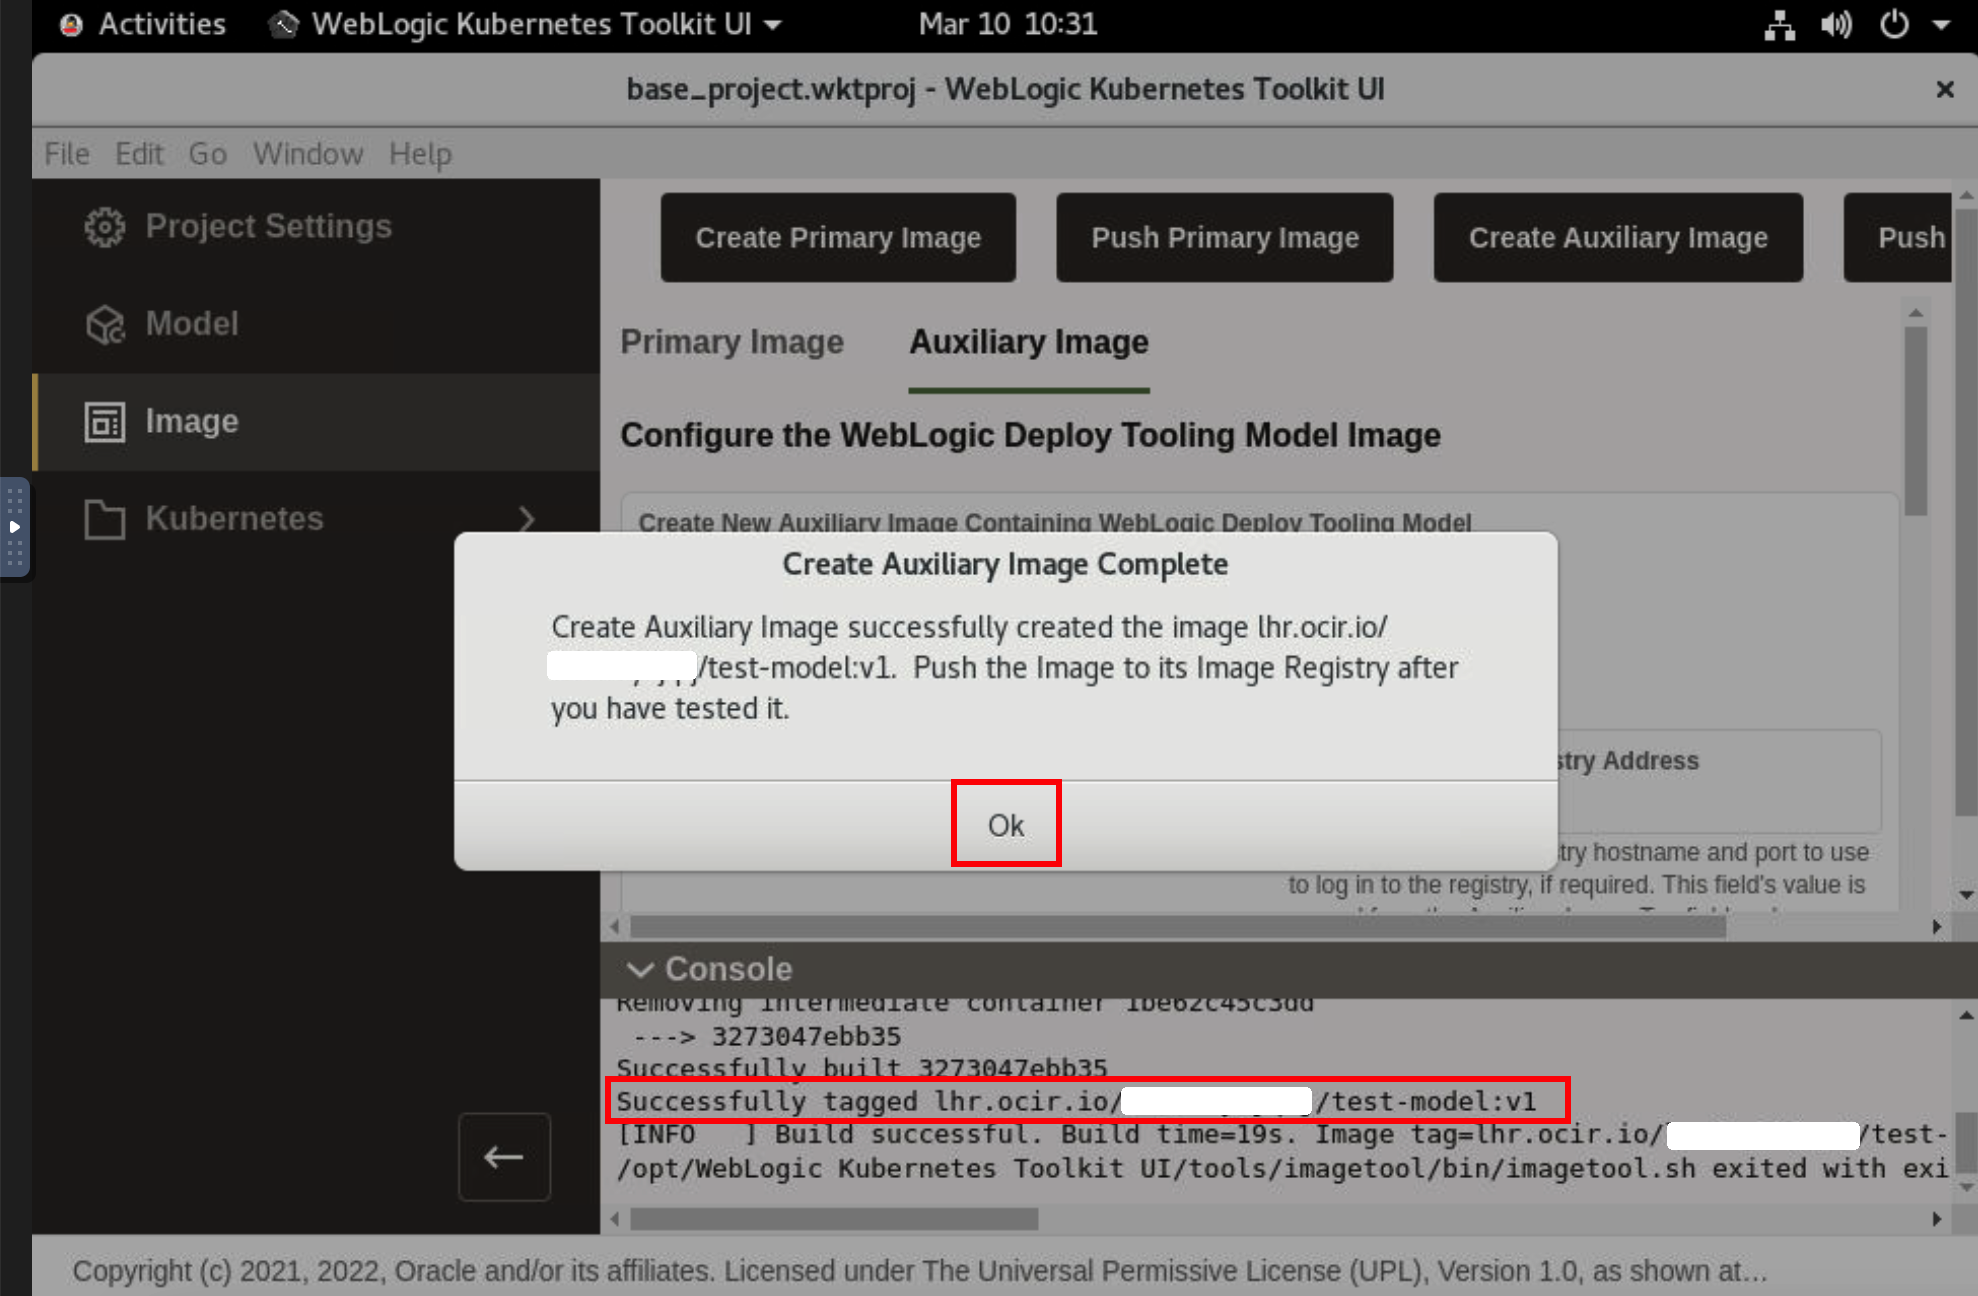 Activities WebLogic Kubernetes Toolkit UI Mar 10 10:31
base_project.wktproj - WebLogic Kubernetes Toolkit UI
File Edit Go Window Help
Project Settings
Model
Image
Kubernetes
Create Primary Image Push Primary Image Create Auxiliary Image Push
Primary Image Auxiliary Image
Configure the WebLogic Deploy Tooling Model Image
Create New Auxiliary Image Containing WebLogic Deploy Tooling Model
Create Auxiliary Image Complete
Create Auxiliary Image successfully created the image lhr.ocir.io/
/test-model:v1. Push the Image to its Image Registry after
you have tested it.
Ok
stry Address
try hostname and port to use
to log in to the registry, if required. This field's value is
Console
Removing intermediate container 1be62c45c3dd
---> 3273047ebb35
Successfully built 3273047ebb35
Successfully tagged lhr.ocir.io/ /test-model:v1
[INFO   ] Build successful. Build time=19s. Image tag=lhr.ocir.io/ /test-
/opt/WebLogic Kubernetes Toolkit UI/tools/imagetool/bin/imagetool.sh exited with exi
Copyright (c) 2021, 2022, Oracle and/or its affiliates. Licensed under The Universal Permissive License (UPL), Version 1.0, as shown at...